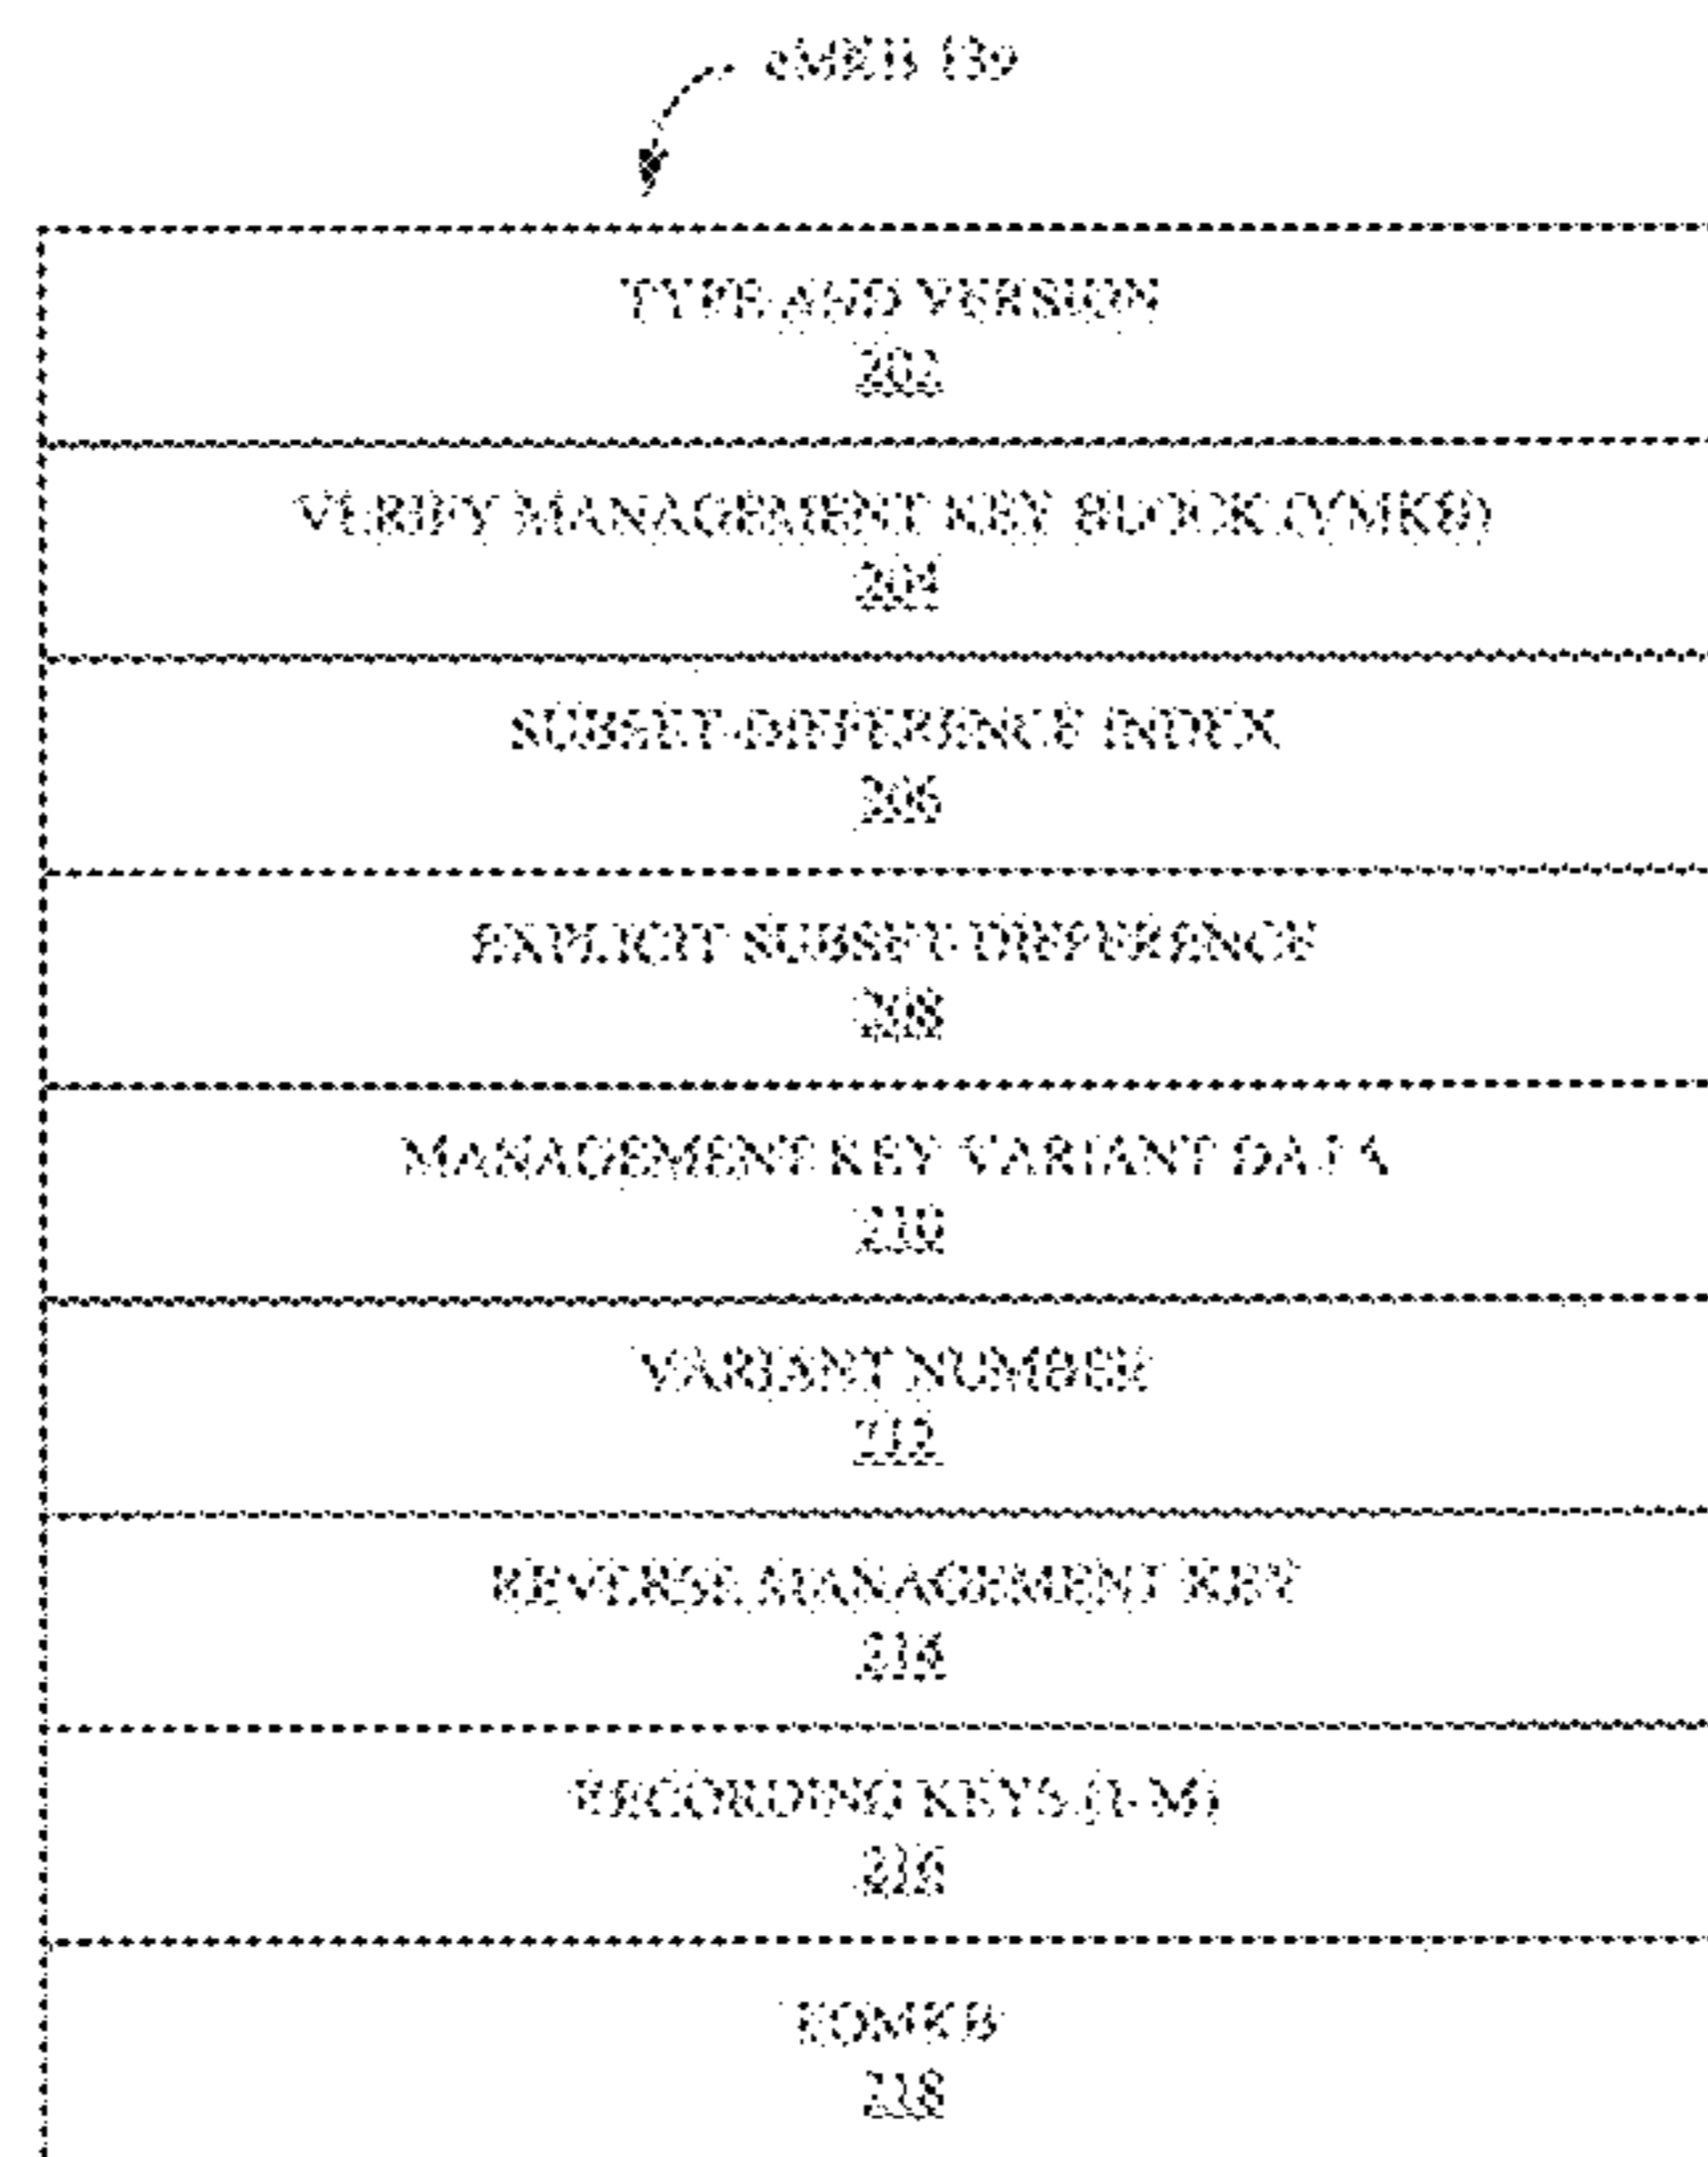 TYPE AND VERSION
202
VERIFY MANAGEMENT KEY BLOCK (VMKB)
204
SUBSET-DIFFERENCE INDEX
206
EXPLICIT SUBSET-DIFFERENCE
208
MANAGEMENT KEY VARIANT DATA
210
VARIANT NUMBER
212
REVERSE MANAGEMENT KEY
RECORDING KEYS (1-M)
216
EOMKB
218